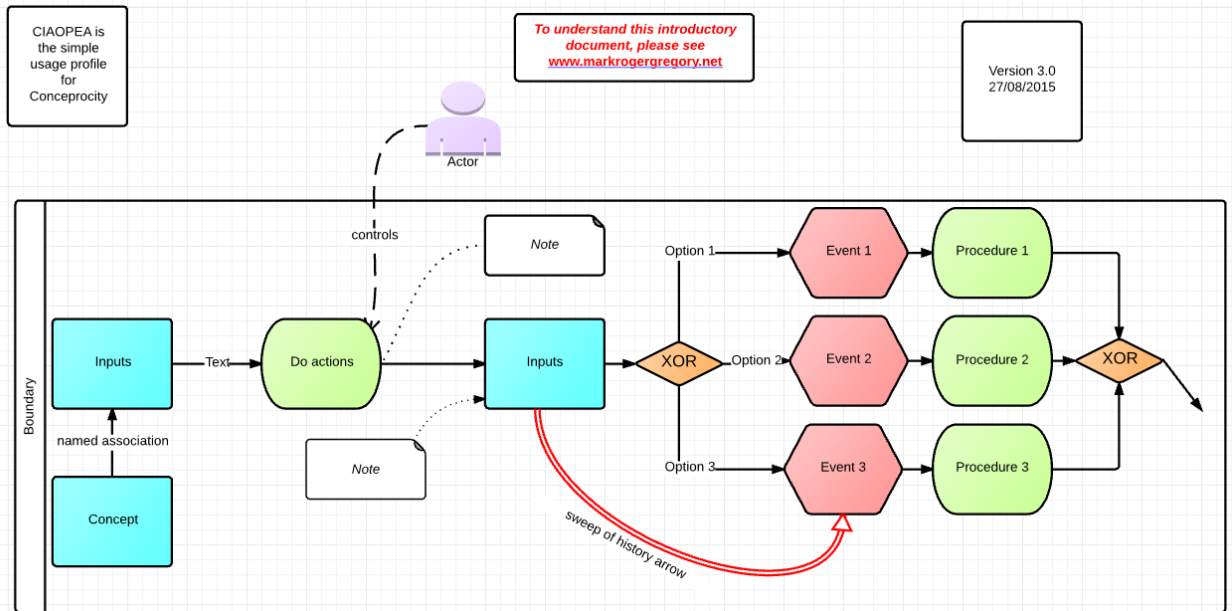 CIAOPEA is
the simple
usage profile
for
Conceprocity
To understand this introductory
document, please see
www.markrogergregory.net
Version 3.0
27/08/2015
Actor
controls
Note
Option 1
Event 1
Procedure 1
Boundary
Inputs
Text
Do actions
Inputs
XOR
Option 2
Event 2
Procedure 2
XOR
named association
Note
Option 3
Event 3
Procedure 3
Concept
sweep of history arrow